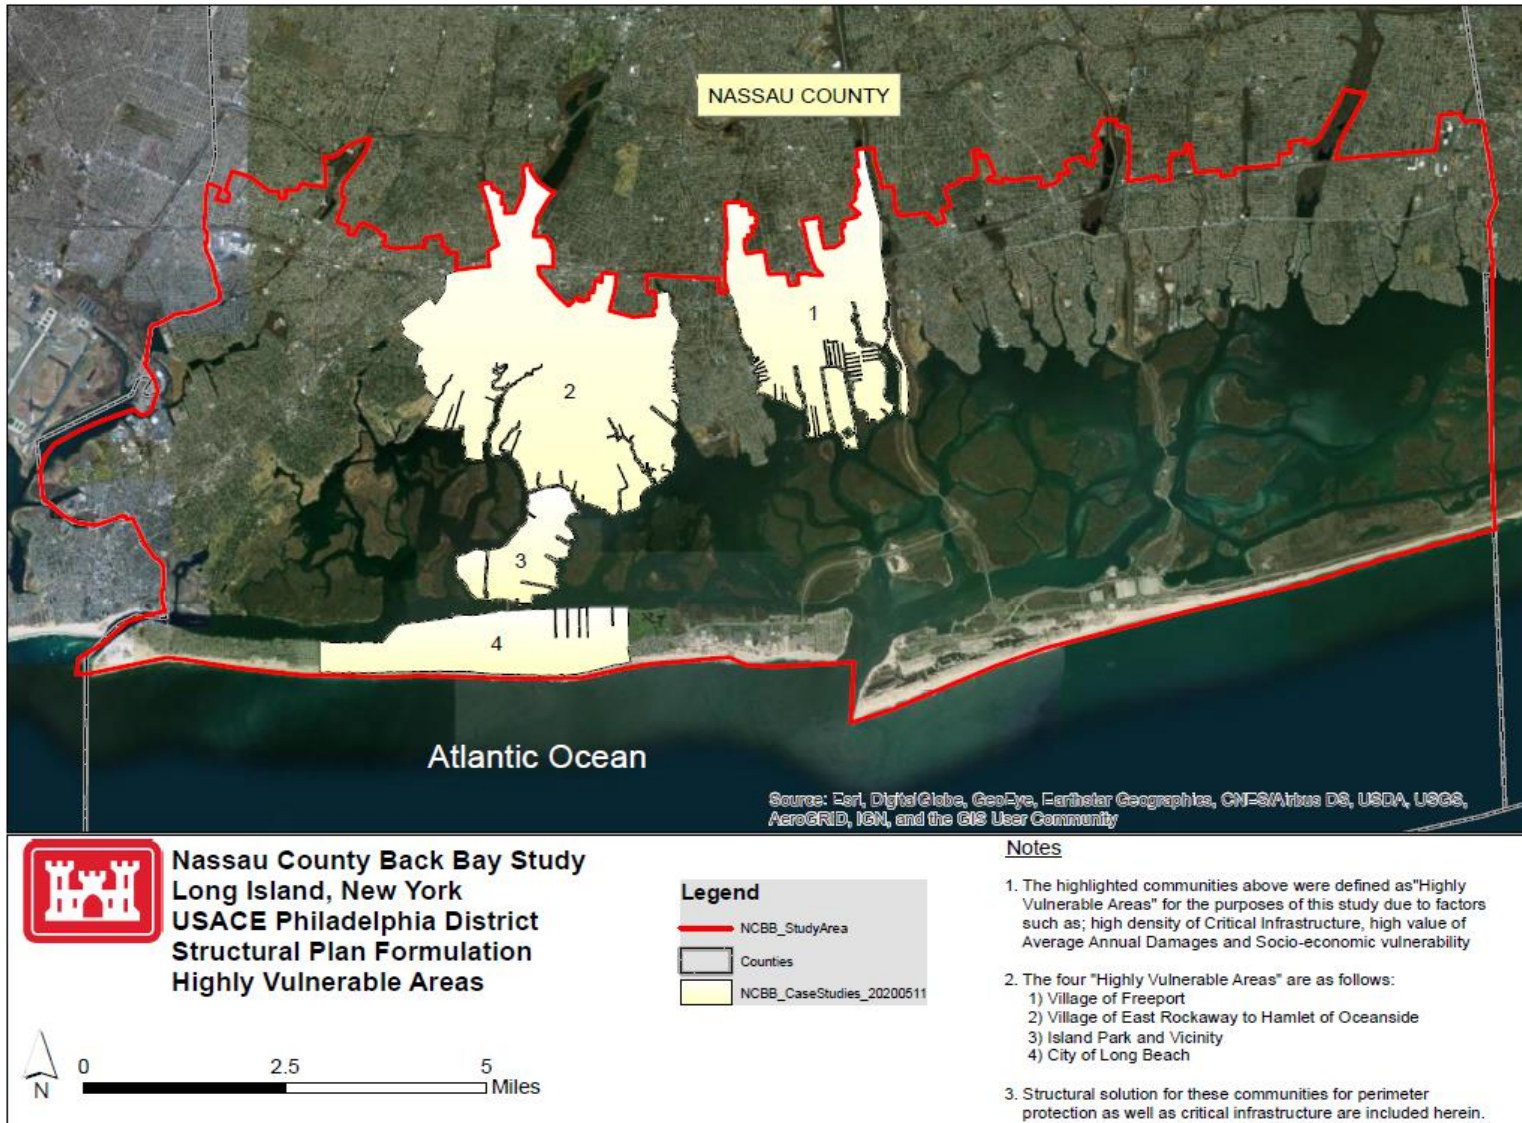 NASSAU COUNTY
1
2
3
4
Atlantic Ocean
Source: Esri, DigitalGlobe, GeoEye, Earthstar Geographics, CNES/Airbus DS, USDA, USGS,
AeroGRID, IGN, and the GIS User Community
Nassau County Back Bay Study
Long Island, New York
USACE Philadelphia District
Structural Plan Formulation
Highly Vulnerable Areas
N
0 2.5 5
Miles
Legend
NCBB_StudyArea
Counties
NCBB_CaseStudies_20200511
Notes
1. The highlighted communities above were defined as"Highly
Vulnerable Areas" for the purposes of this study due to factors
such as; high density of Critical Infrastructure, high value of
Average Annual Damages and Socio-economic vulnerability
2. The four "Highly Vulnerable Areas" are as follows:
1) Village of Freeport
2) Village of East Rockaway to Hamlet of Oceanside
3) Island Park and Vicinity
4) City of Long Beach
3. Structural solution for these communities for perimeter
protection as well as critical infrastructure are included herein.